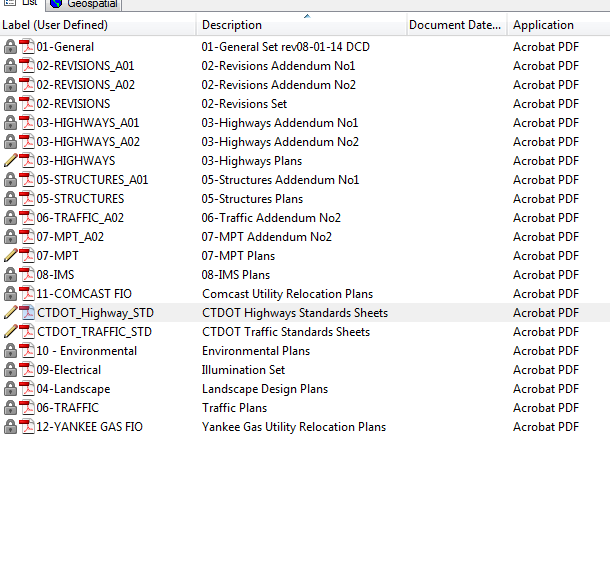 List Geospatial
Label (User Defined) Description Document Date... Application
01-General 01-General Set rev08-01-14 DCD Acrobat PDF
02-REVISIONS_A01 02-Revisions Addendum No1 Acrobat PDF
02-REVISIONS_A02 02-Revisions Addendum No2 Acrobat PDF
02-REVISIONS 02-Revisions Set Acrobat PDF
03-HIGHWAYS_A01 03-Highways Addendum No1 Acrobat PDF
03-HIGHWAYS_A02 03-Highways Addendum No2 Acrobat PDF
03-HIGHWAYS 03-Highways Plans Acrobat PDF
05-STRUCTURES_A01 05-Structures Addendum No1 Acrobat PDF
05-STRUCTURES 05-Structures Plans Acrobat PDF
06-TRAFFIC_A02 06-Traffic Addendum No2 Acrobat PDF
07-MPT_A02 07-MPT Addendum No2 Acrobat PDF
07-MPT 07-MPT Plans Acrobat PDF
08-IMS 08-IMS Plans Acrobat PDF
11-COMCAST FIO Comcast Utility Relocation Plans Acrobat PDF
CTDOT_Highway_STD CTDOT Highways Standards Sheets Acrobat PDF
CTDOT_TRAFFIC_STD CTDOT Traffic Standards Sheets Acrobat PDF
10 - Environmental Environmental Plans Acrobat PDF
09-Electrical Illumination Set Acrobat PDF
04-Landscape Landscape Design Plans Acrobat PDF
06-TRAFFIC Traffic Plans Acrobat PDF
12-YANKEE GAS FIO Yankee Gas Utility Relocation Plans Acrobat PDF